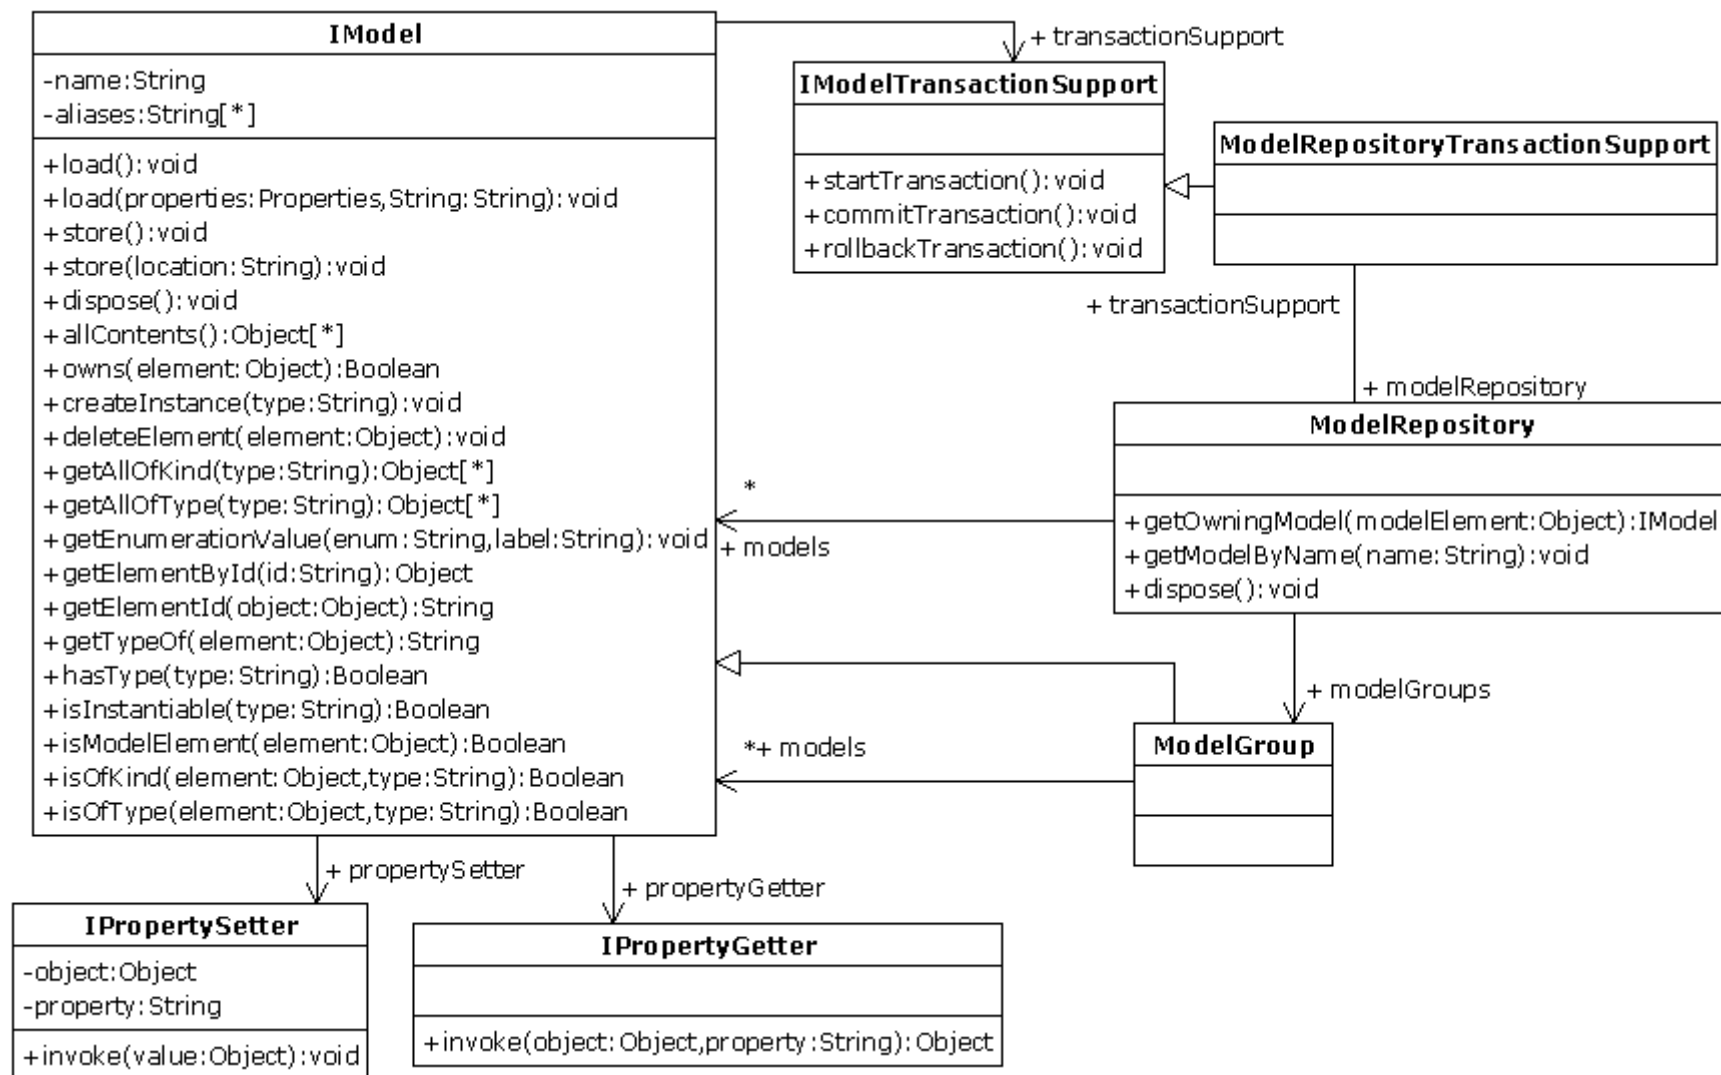 IModel
-name:String
-aliases:String[*]
+load():void
+load(properties:Properties,String:String):void
+store():void
+store(location:String):void
+dispose():void
+allContents():Object[*]
+owns(element:Object):Boolean
+createInstance(type:String):void
+deleteElement(element:Object):void
+getAllOfKind(type:String):Object[*]
+getAllOfType(type:String):Object[*]
+getEnumerationValue(enum:String,label:String):void
+getElementById(id:String):Object
+getElementId(object:Object):String
+getTypeOf(element:Object):String
+hasType(type:String):Boolean
+isInstantiable(type:String):Boolean
+isModelElement(element:Object):Boolean
+isOfKind(element:Object,type:String):Boolean
+isOfType(element:Object,type:String):Boolean
+ transactionSupport
IModelTransactionSupport
+startTransaction():void
+commitTransaction():void
+rollbackTransaction():void
ModelRepositoryTransactionSupport
+ transactionSupport
+ modelRepository
ModelRepository
+getOwningModel(modelElement:Object):IModel
+getModelByName(name:String):void
+dispose():void
*
+ models
+ modelGroups
ModelGroup
*+ models
+ propertySetter
IPropertySetter
-object:Object
-property:String
+invoke(value:Object):void
+ propertyGetter
IPropertyGetter
+invoke(object:Object,property:String):Object